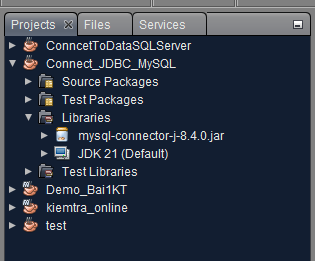 Projects Files Services
ConncetToDataSQLServer
Connect_JDBC_MySQL
Source Packages
Test Packages
Libraries
mysql-connector-j-8.4.0.jar
JDK 21 (Default)
Test Libraries
Demo_Bai1KT
kiemtra_online
test